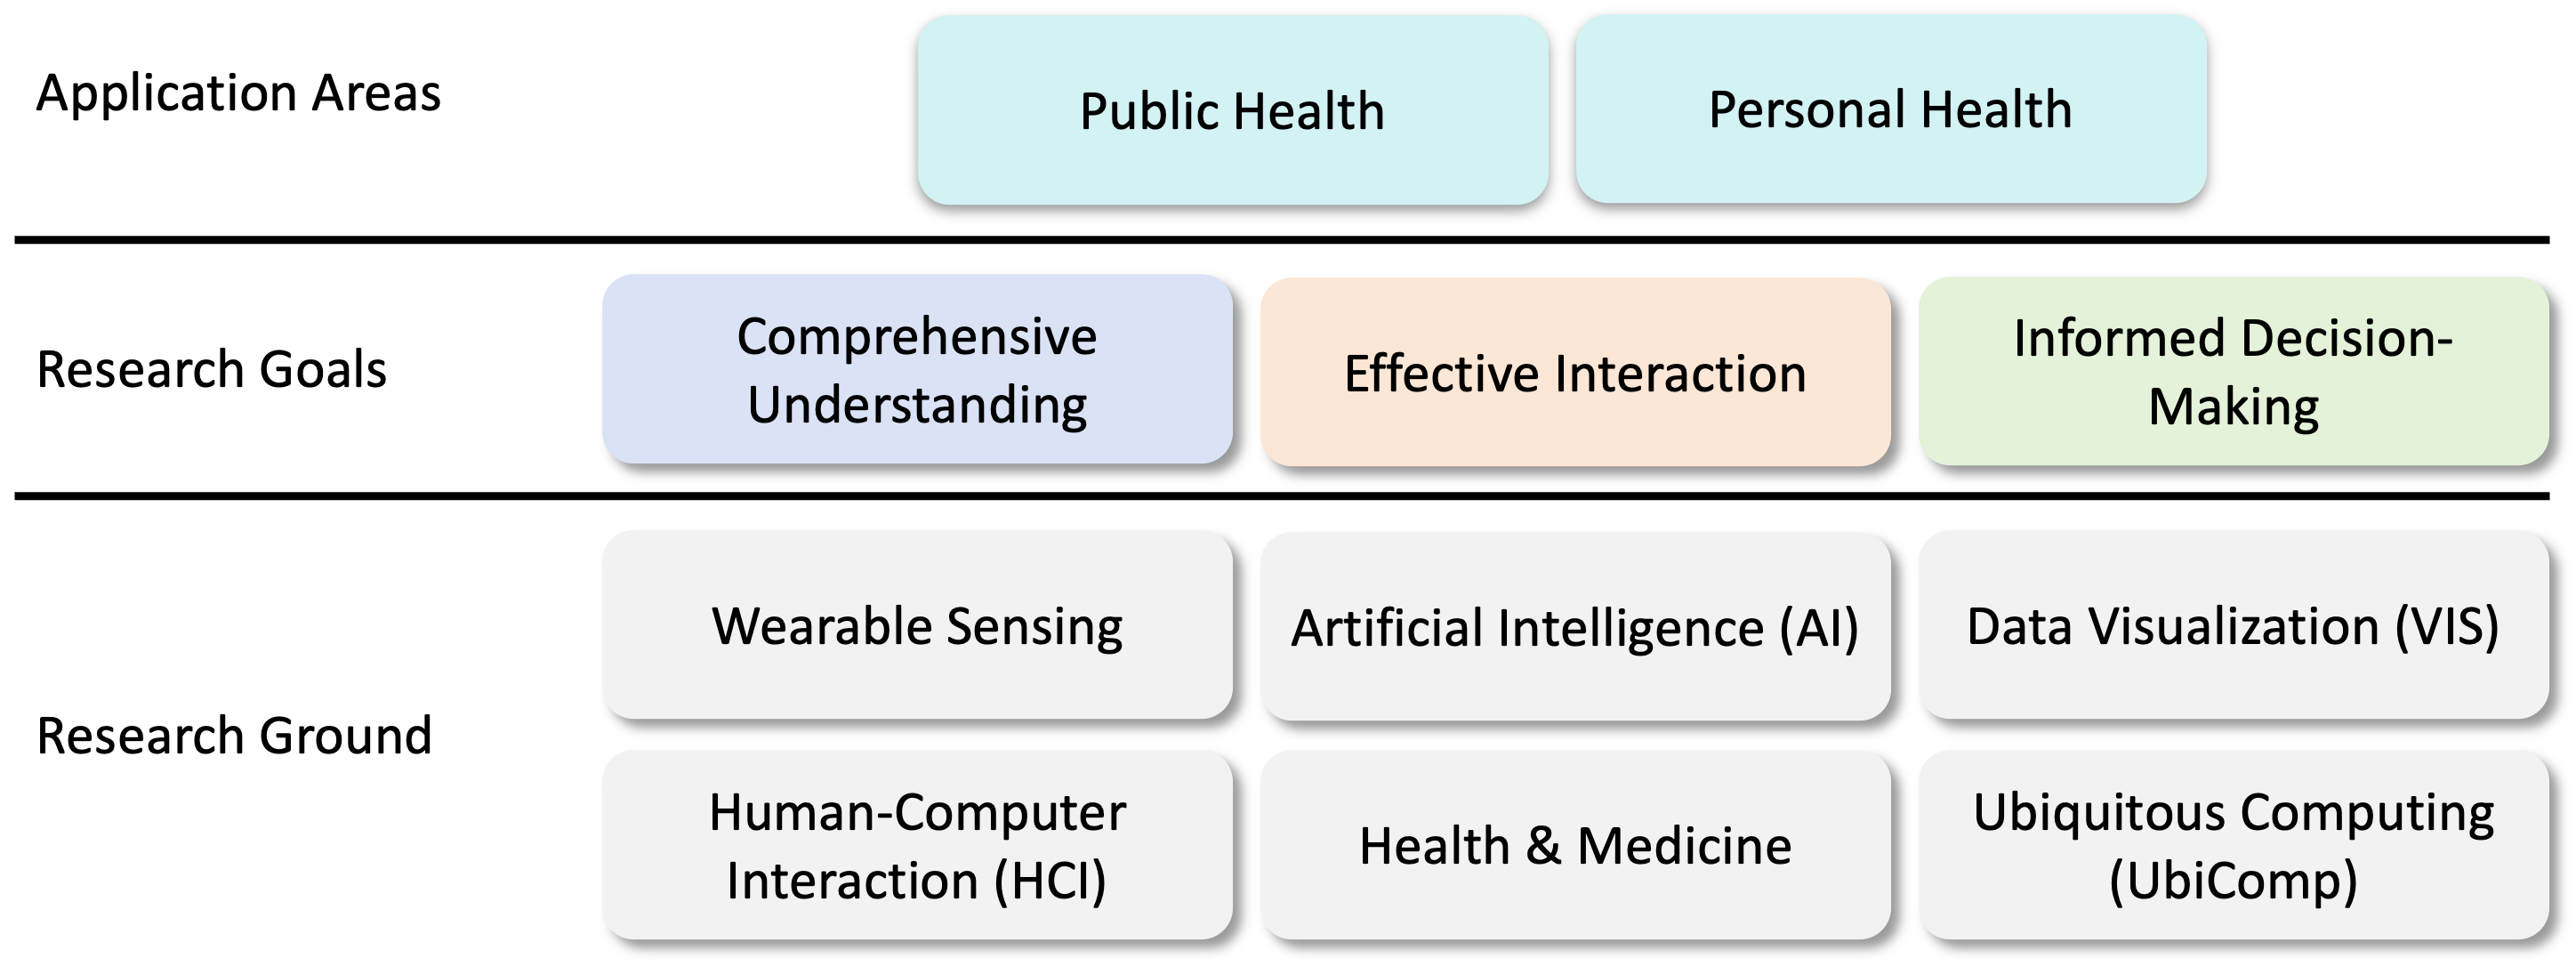 Application Areas
Public Health
Personal Health
Research Goals
Comprehensive
Understanding
Effective Interaction
Informed Decision-
Making
Research Ground
Wearable Sensing
Artificial Intelligence (AI)
Data Visualization (VIS)
Human-Computer
Interaction (HCI)
Health & Medicine
Ubiquitous Computing
(UbiComp)